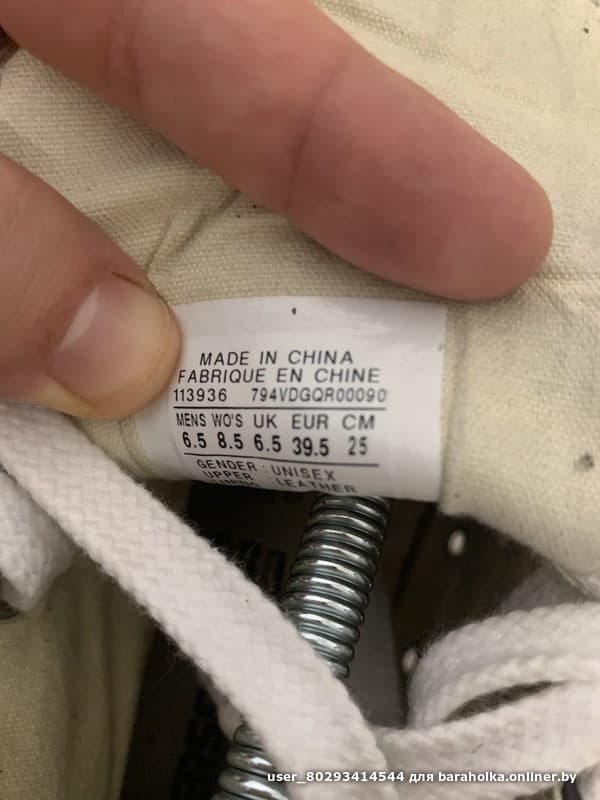 MADE IN CHINA
FABRIQUE EN CHINE
113936 794VDGQR00090
MENS WO'S UK EUR CM
6.5 8.5 6.5 39.5 25
GENDER : UNISEX
UPPER : LEATHER
user_80293414544 для baraholka.onliner.by